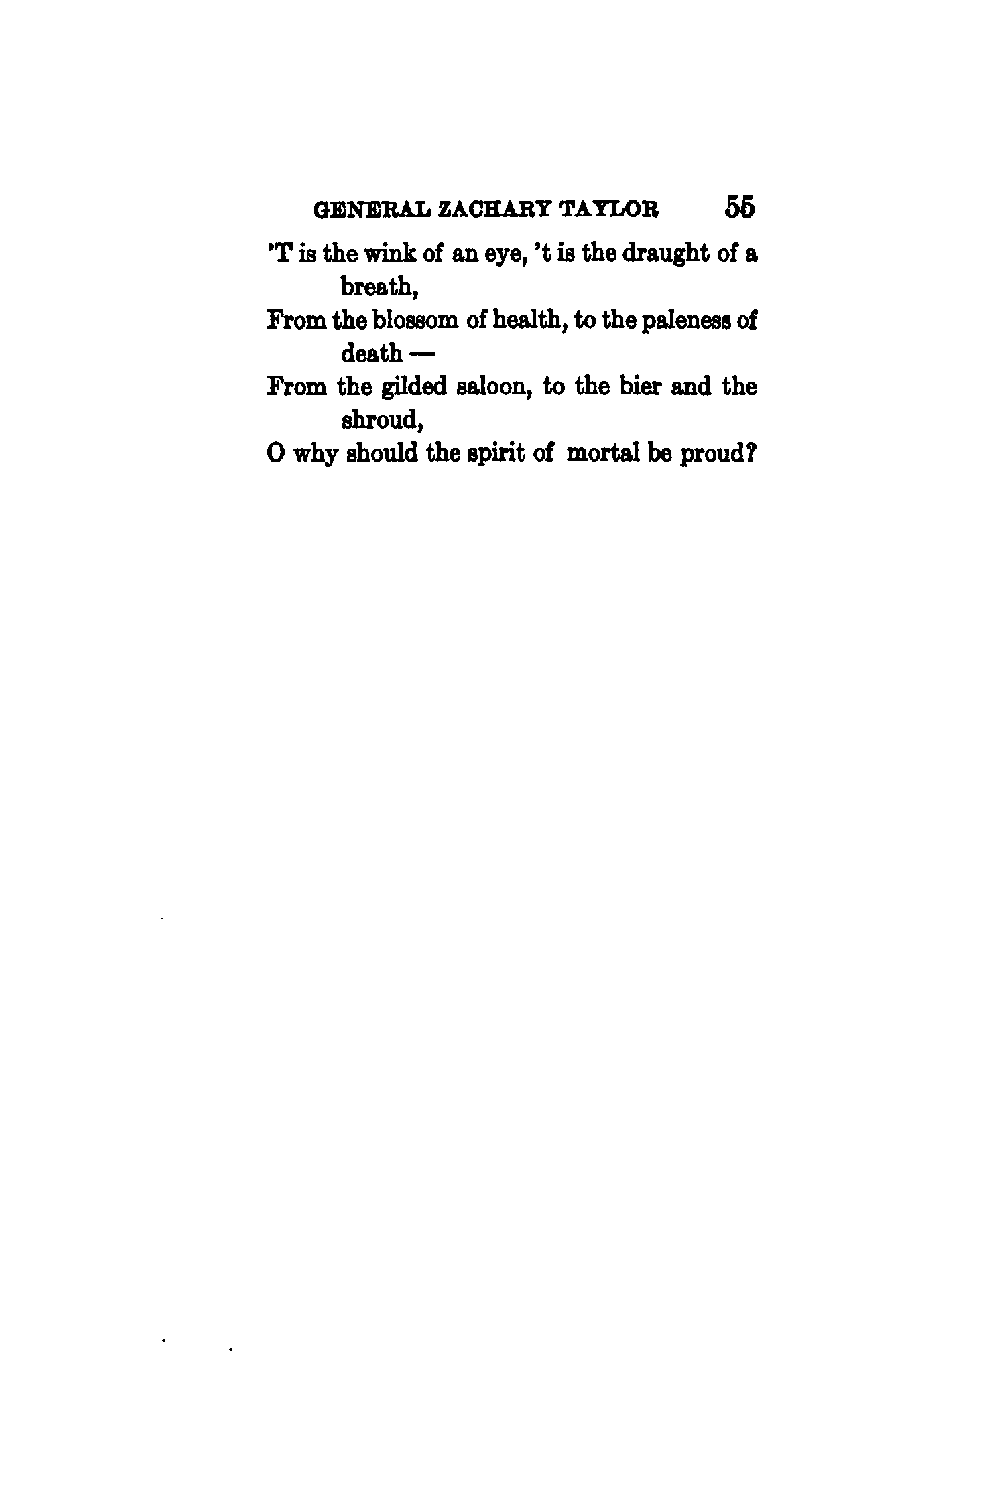 GENERAL ZACHARY TAYLOR 55
'T is the wink of an eye, 't is the draught of a
breath,
From the blossom of health, to the paleness of
death —
From the gilded saloon, to the bier and the
shroud,
O why should the spirit of mortal be proud?